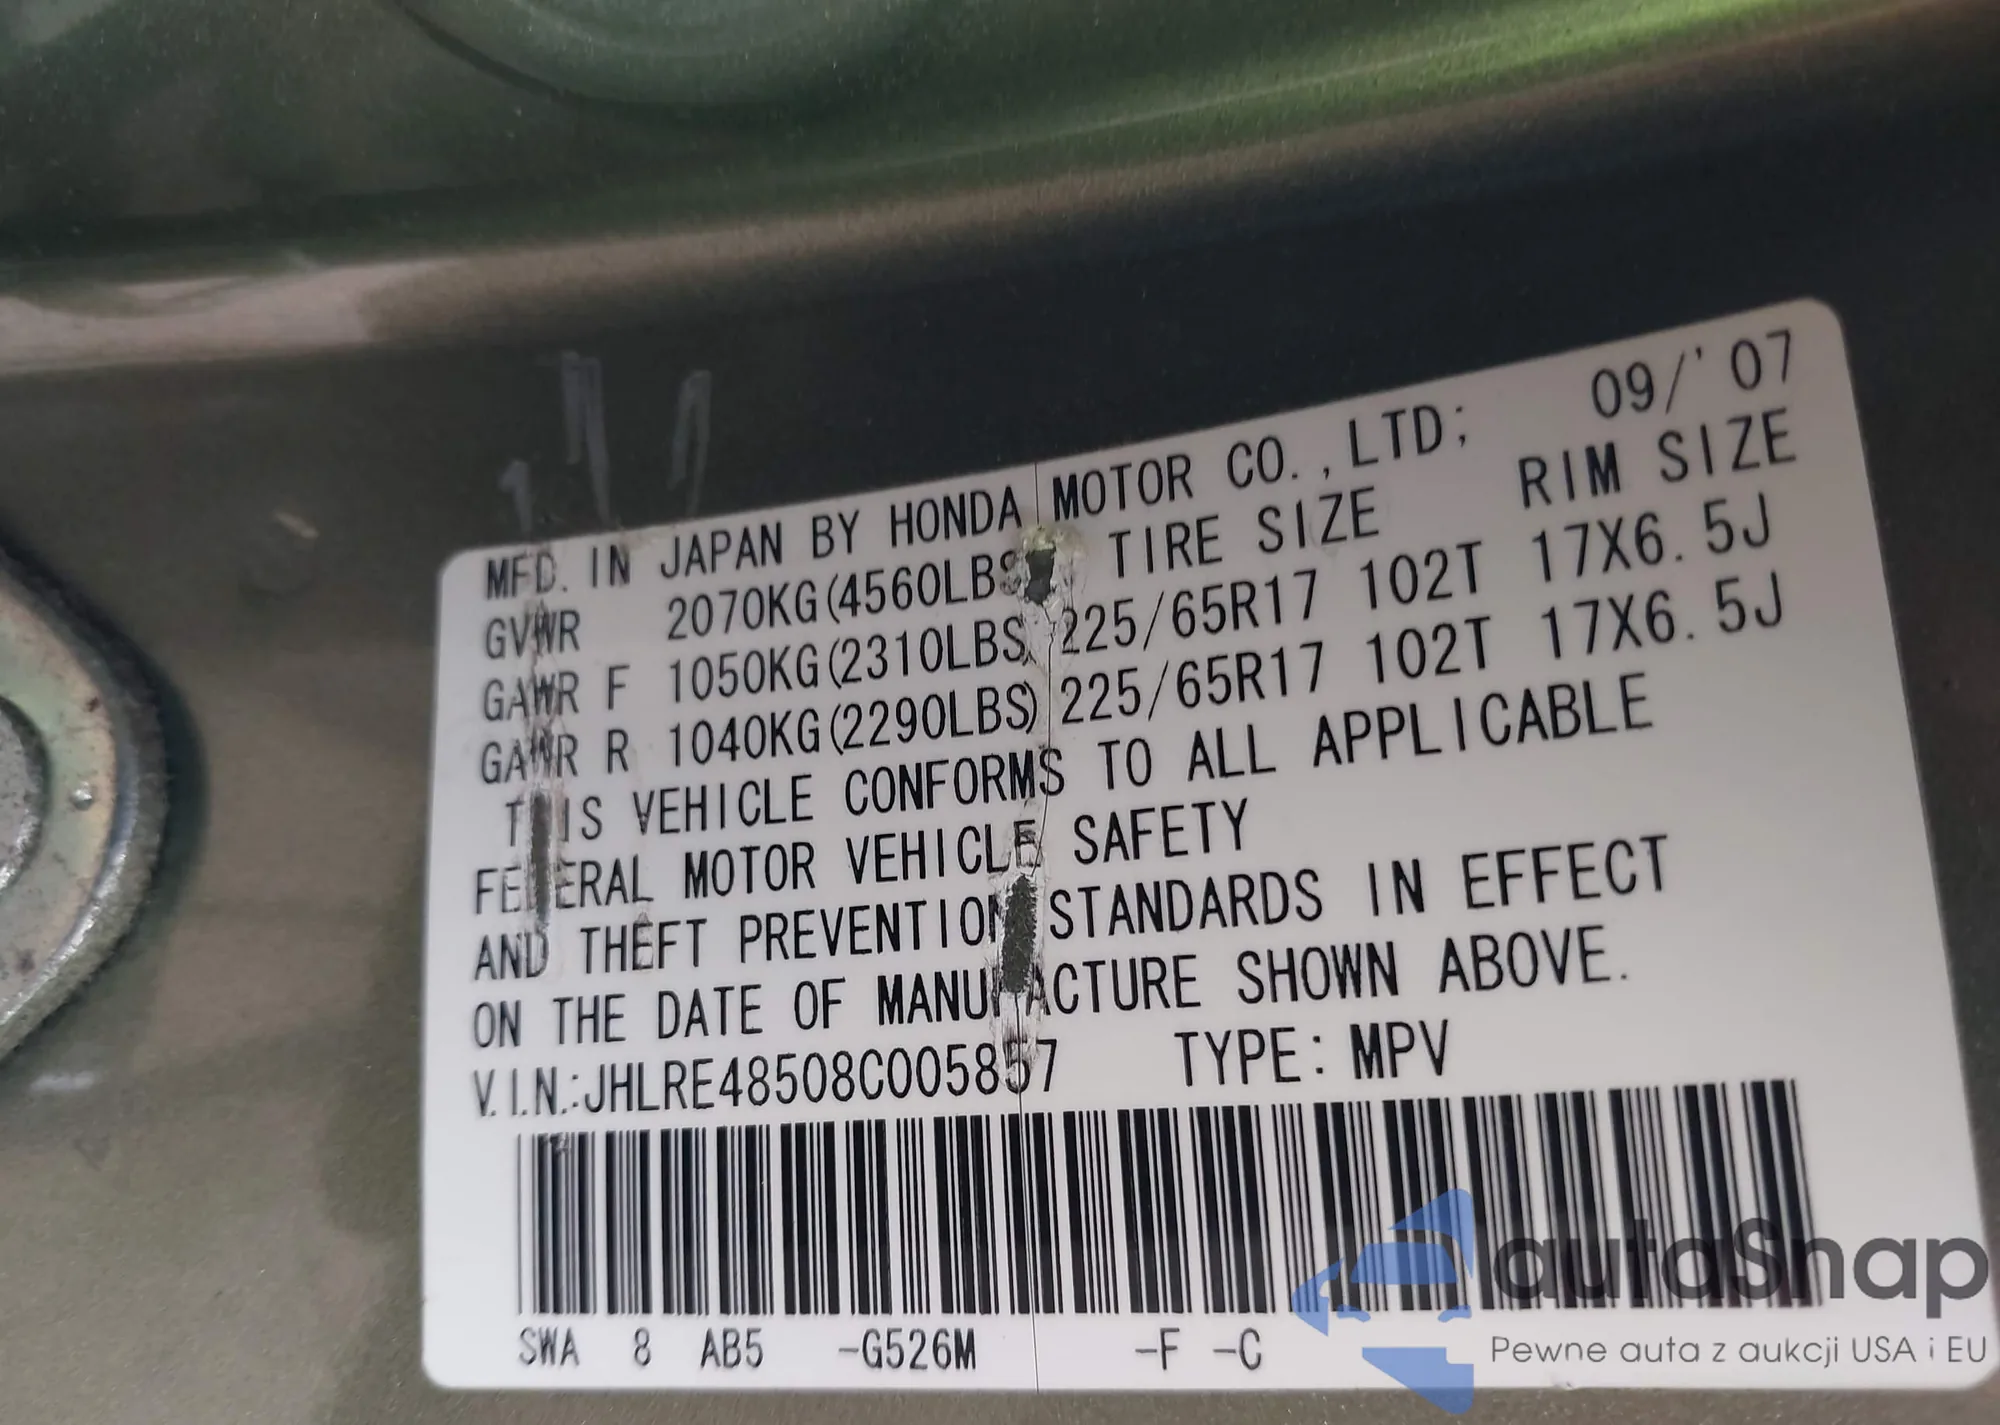 MFD. IN JAPAN BY HONDA MOTOR CO.,LTD; 09/'07
GVWR 2070KG(4560LBS) TIRE SIZE RIM SIZE
GAWR F 1050KG(2310LBS) 225/65R17 102T 17X6.5J
GAWR R 1040KG(2290LBS) 225/65R17 102T 17X6.5J
THIS VEHICLE CONFORMS TO ALL APPLICABLE
FEDERAL MOTOR VEHICLE SAFETY
AND THEFT PREVENTION STANDARDS IN EFFECT
ON THE DATE OF MANUFACTURE SHOWN ABOVE.
V.I.N.:JHLRE48508C005857 TYPE: MPV
SWA 8 AB5 -G526M -F -C
autaSnap
Pewne auta z aukcji USA i EU